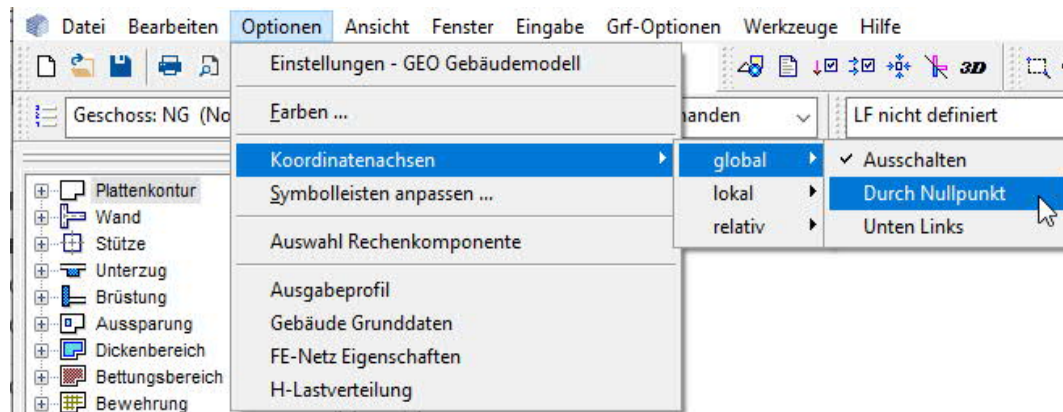 Datei Bearbeiten Optionen Ansicht Fenster Eingabe Grf-Optionen Werkzeuge Hilfe
Einstellungen - GEO Gebäudemodell
3D
Geschoss: NG (No
Farben ...
anden
LF nicht definiert
Koordinatenachsen
global
Ausschalten
Plattenkontur
Symbolleisten anpassen ...
lokal
Durch Nullpunkt
Wand
relativ
Unten Links
Stütze
Auswahl Rechenkomponente
Unterzug
Brüstung
Ausgabeprofil
Aussparung
Gebäude Grunddaten
Dickenbereich
FE-Netz Eigenschaften
Bettungsbereich
H-Lastverteilung
Bewehrung